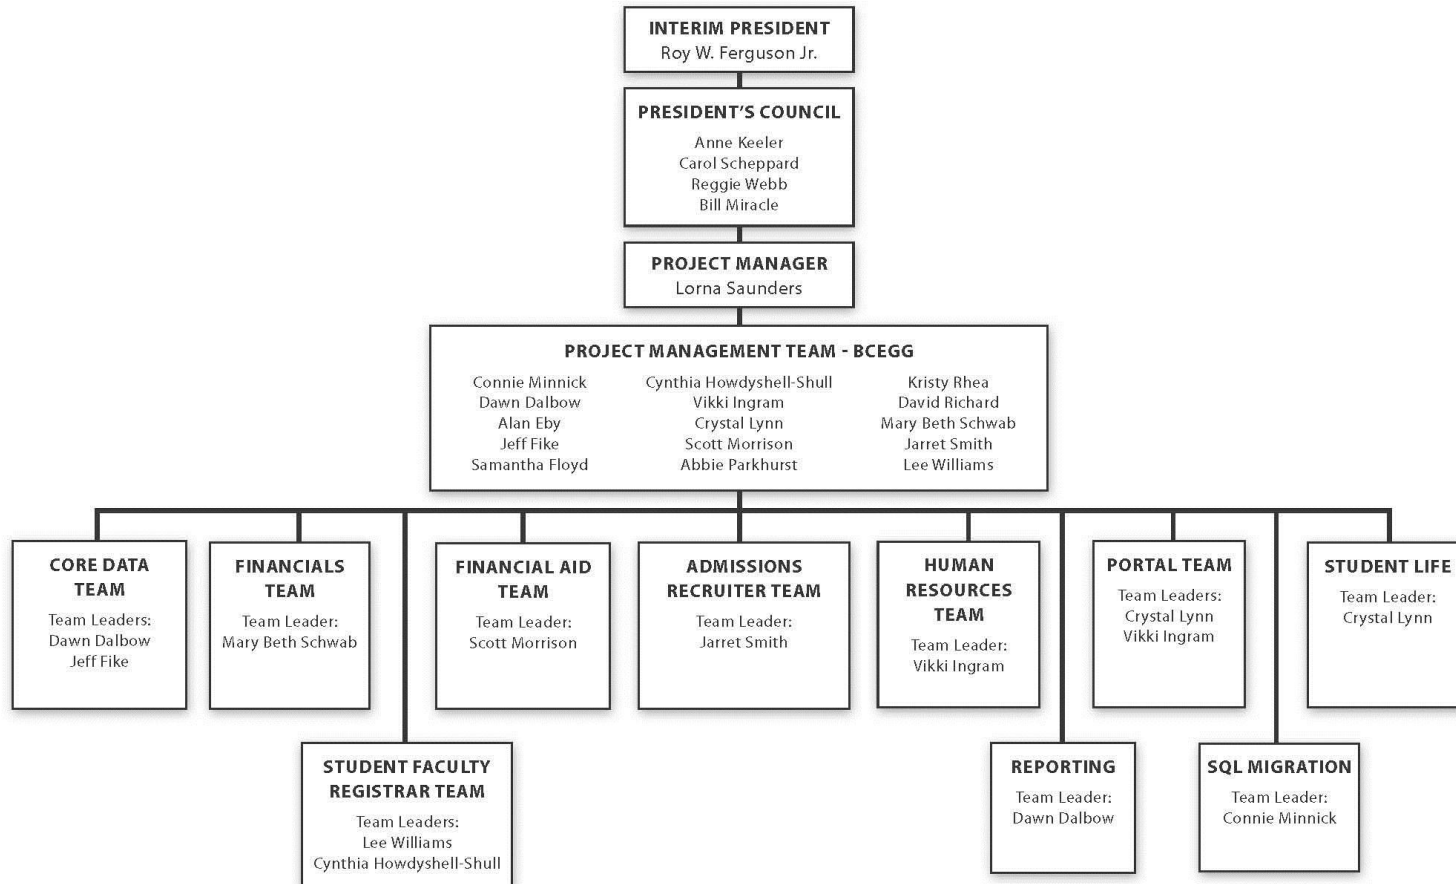 INTERIM PRESIDENT
Roy W. Ferguson Jr.
PRESIDENT’S COUNCIL
Anne Keeler
Carol Scheppard
Reggie Webb
Bill Miracle
PROJECT MANAGER
Lorna Saunders
PROJECT MANAGEMENT TEAM - BCEGG
Connie Minnick
Dawn Dalbow
Alan Eby
Jeff Fike
Samantha Floyd
Cynthia Howdyshell-Shull
Vikki Ingram
Crystal Lynn
Scott Morrison
Abbie Parkhurst
Kristy Rhea
David Richard
Mary Beth Schwab
Jarret Smith
Lee Williams
CORE DATA
TEAM
Team Leaders:
Dawn Dalbow
Jeff Fike
FINANCIALS
TEAM
Team Leader:
Mary Beth Schwab
FINANCIAL AID
TEAM
Team Leader:
Scott Morrison
ADMISSIONS
RECRUITER TEAM
Team Leader:
Jarret Smith
HUMAN
RESOURCES
TEAM
Team Leader:
Vikki Ingram
PORTAL TEAM
Team Leaders:
Crystal Lynn
Vikki Ingram
STUDENT LIFE
Team Leader:
Crystal Lynn
STUDENT FACULTY
REGISTRAR TEAM
Team Leaders:
Lee Williams
Cynthia Howdyshell-Shull
REPORTING
Team Leader:
Dawn Dalbow
SQL MIGRATION
Team Leader:
Connie Minnick